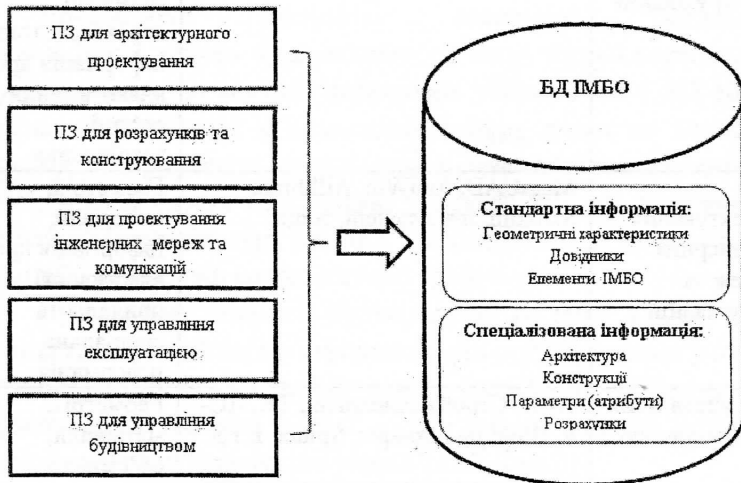 ПЗ для архітектурного
проектування
ПЗ для розрахунків та
конструювання
ПЗ для проектування
інженерних мереж та
комунікацій
ПЗ для управління
експлуатацією
ПЗ для управління
будівництвом
БД ІМБО
Стандартна інформація:
Геометричні характеристики
Довідники
Елементи ІМБО
Спеціалізована інформація:
Архітектура
Конструкції
Параметри (атрибути)
Розрахунки